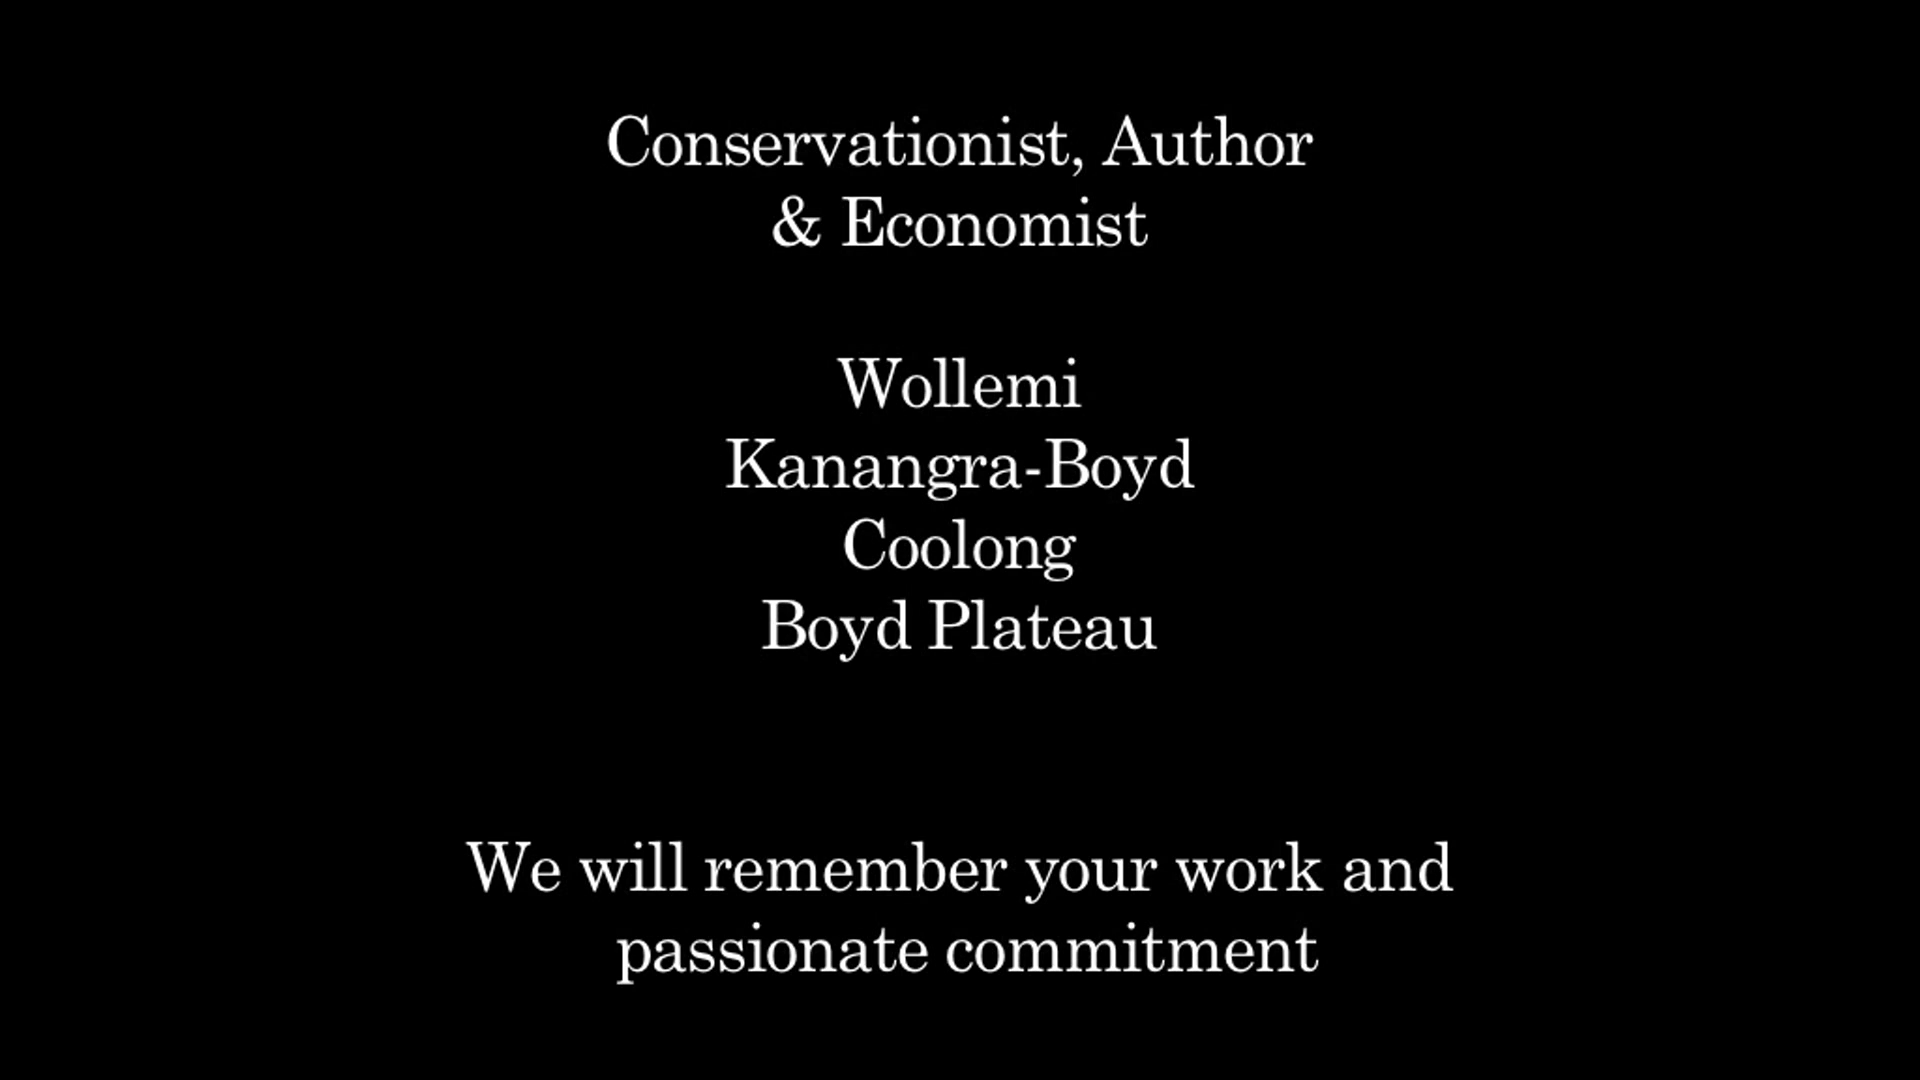 Conservationist, Author
& Economist
Wollemi
Kanangra-Boyd
Coolong
Boyd Plateau
We will remember your work and
passionate commitment